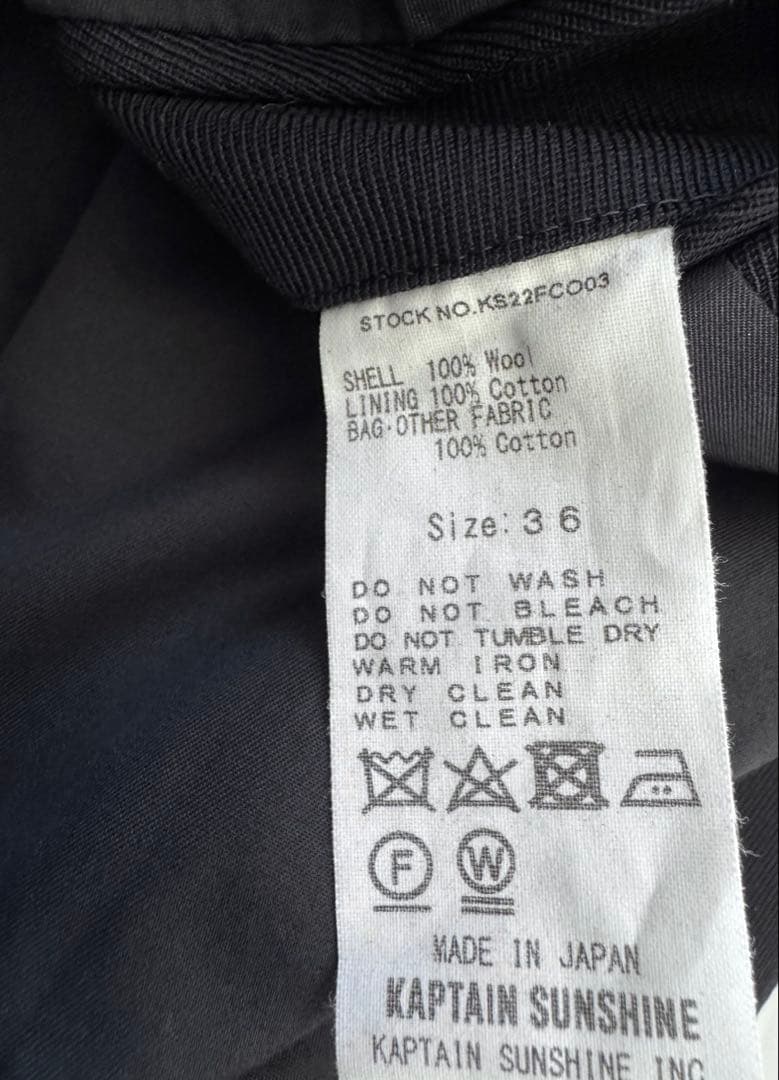 STOCK NO.KS22FCO03
SHELL 100% Wool
LINING 100% Cotton
BAG·OTHER FABRIC
100% Cotton
Size:36
DO NOT WASH
DO NOT BLEACH
DO NOT TUMBLE DRY
WARM IRON
DRY CLEAN
WET CLEAN
F W
MADE IN JAPAN
KAPTAIN SUNSHINE
KAPTAIN SUNSHINE INC